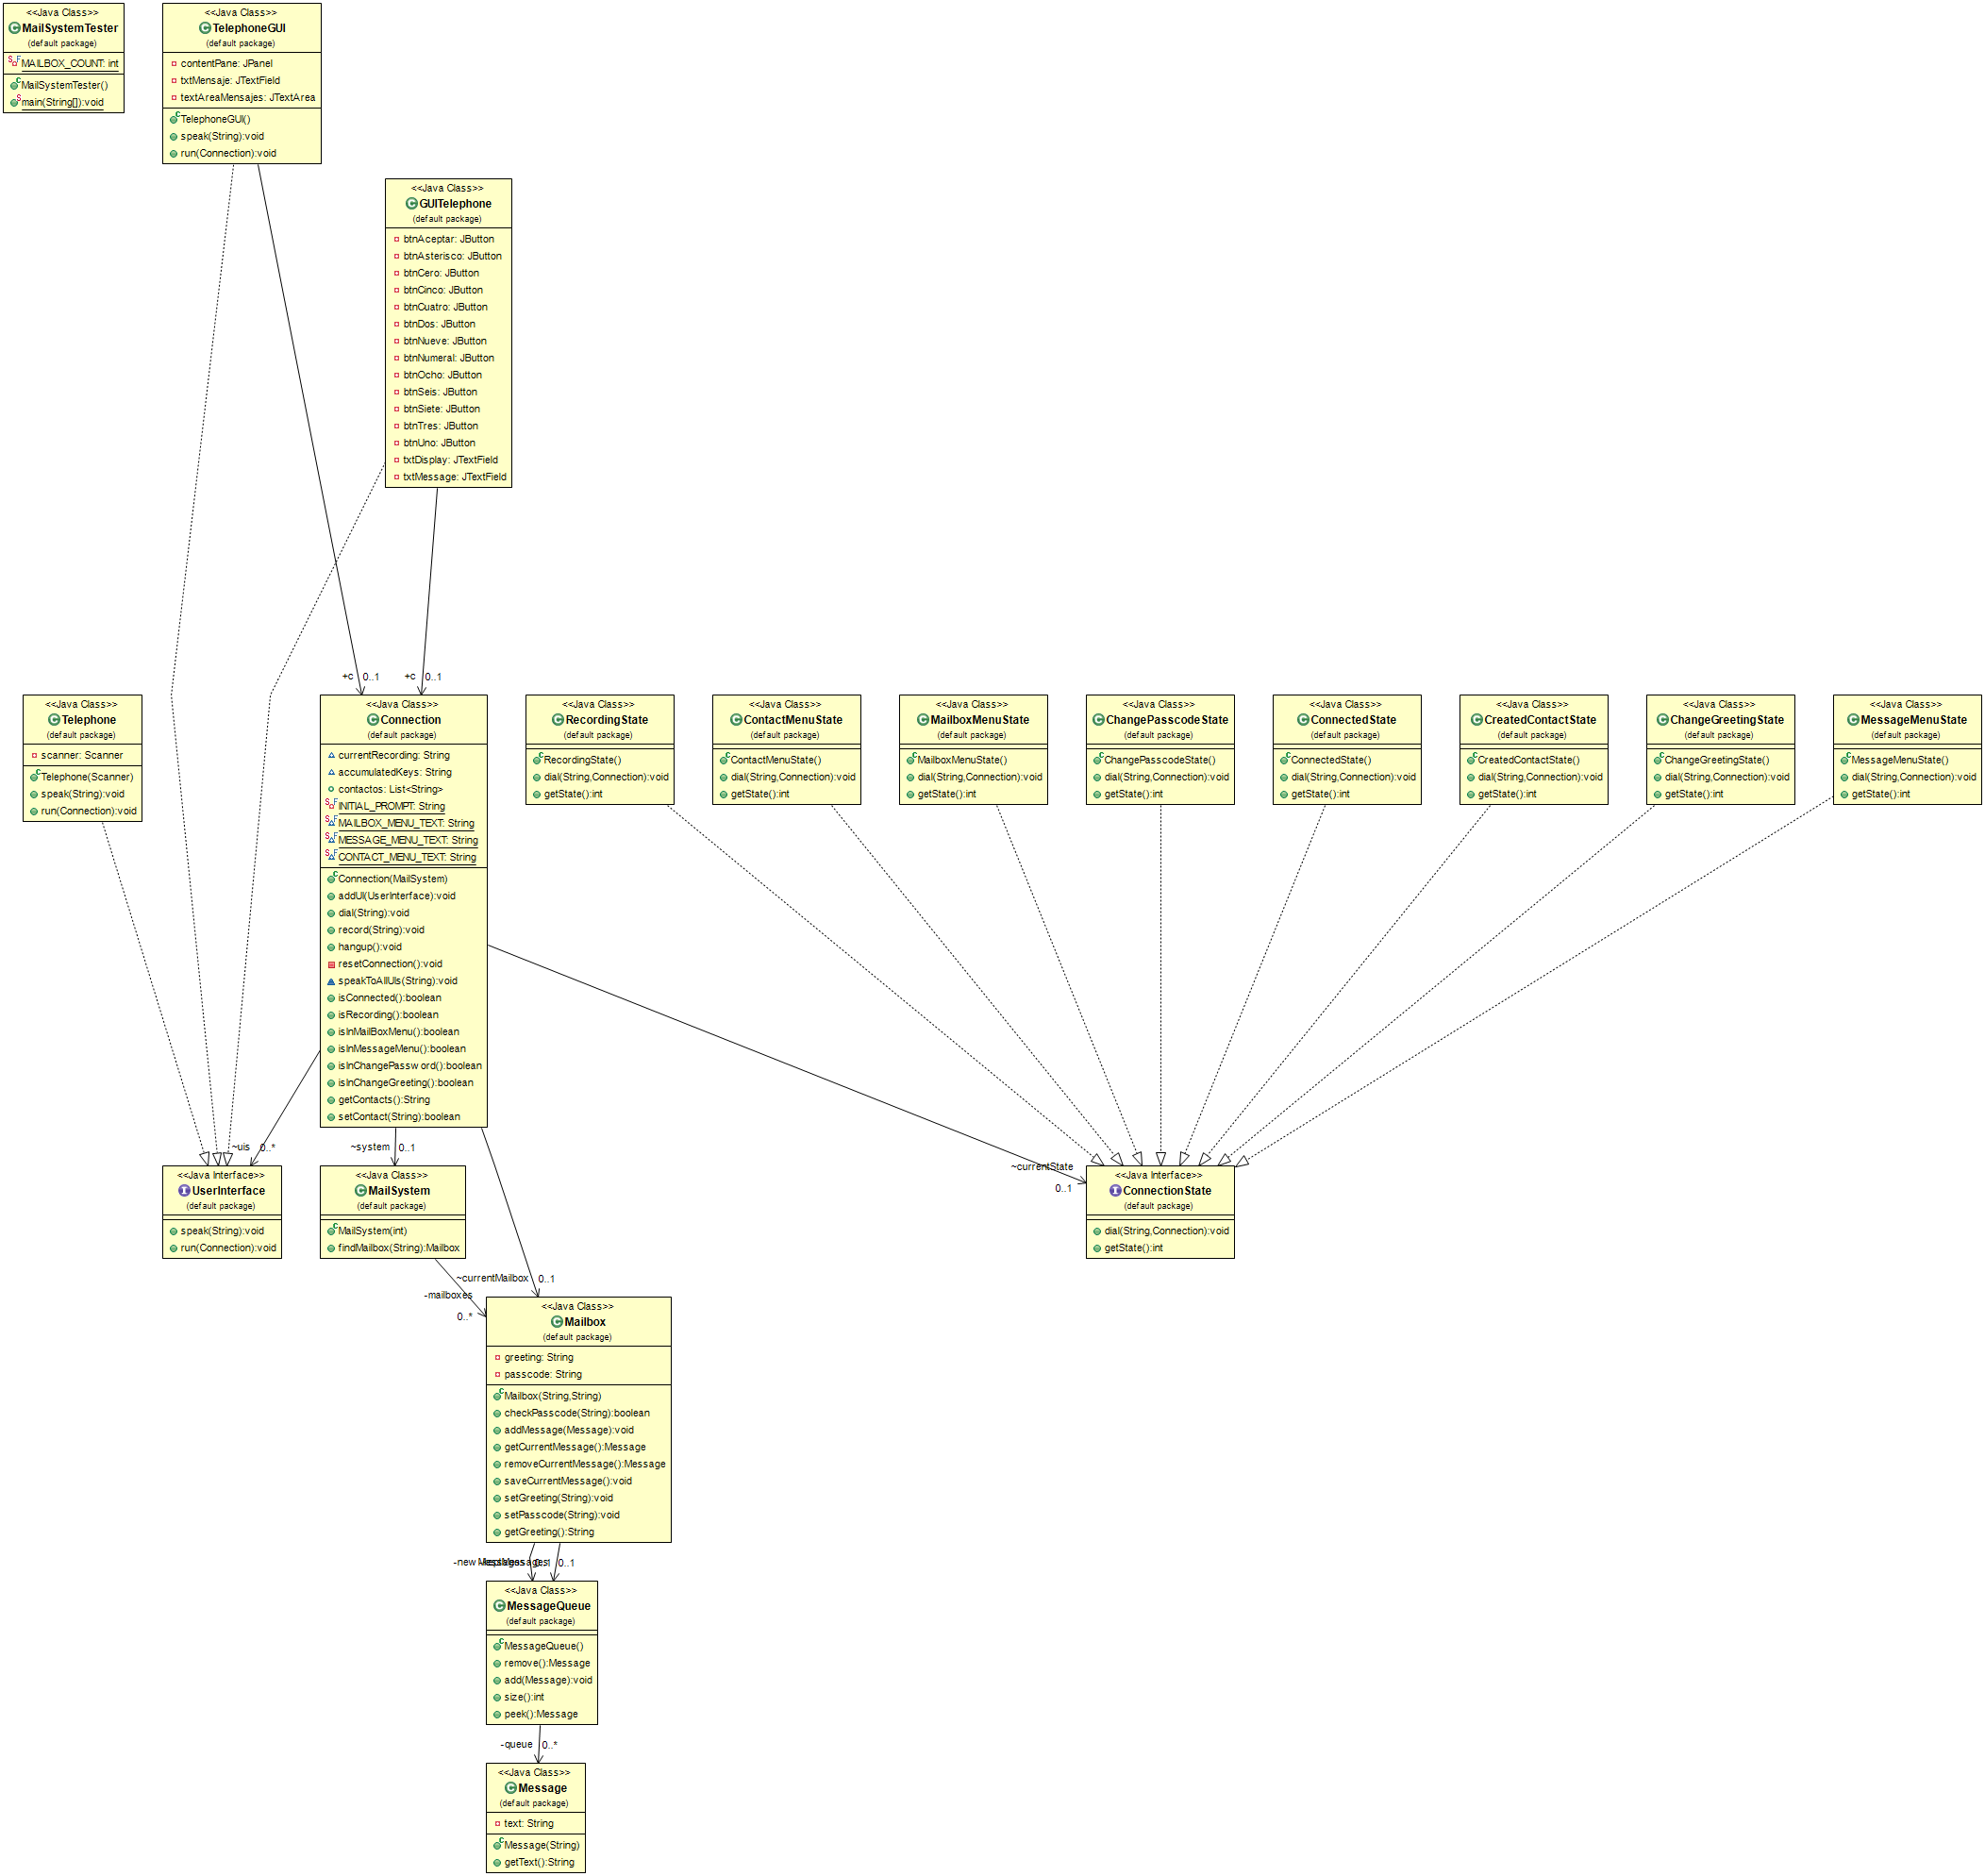 <<Java Class>>
MailSystemTester
(default package)
MAILBOX_COUNT: int
MailSystemTester()
main(String[]):void
<<Java Class>>
TelephoneGUI
(default package)
contentPane: JPanel
txtMensaje: JTextField
textAreaMensajes: JTextArea
TelephoneGUI()
speak(String):void
run(Connection):void
<<Java Class>>
GUITelephone
(default package)
btnAceptar: JButton
btnAsterisco: JButton
btnCero: JButton
btnCinco: JButton
btnCuatro: JButton
btnDos: JButton
btnNueve: JButton
btnNumeral: JButton
btnOcho: JButton
btnSeis: JButton
btnSiete: JButton
btnTres: JButton
btnUno: JButton
txtDisplay: JTextField
txtMessage: JTextField
+c 0..1
+c 0..1
<<Java Class>>
Telephone
(default package)
scanner: Scanner
Telephone(Scanner)
speak(String):void
run(Connection):void
<<Java Class>>
Connection
(default package)
currentRecording: String
accumulatedKeys: String
contactos: List<String>
INITIAL_PROMPT: String
MAILBOX_MENU_TEXT: String
MESSAGE_MENU_TEXT: String
CONTACT_MENU_TEXT: String
Connection(MailSystem)
addUI(UserInterface):void
dial(String):void
record(String):void
hangup():void
resetConnection():void
speakToAllUIs(String):void
isConnected():boolean
isRecording():boolean
isInMailBoxMenu():boolean
isInMessageMenu():boolean
isInChangePassword():boolean
isInChangeGreeting():boolean
getContacts():String
setContact(String):boolean
<<Java Class>>
RecordingState
(default package)
RecordingState()
dial(String,Connection):void
getState():int
<<Java Class>>
ContactMenuState
(default package)
ContactMenuState()
dial(String,Connection):void
getState():int
<<Java Class>>
MailboxMenuState
(default package)
MailboxMenuState()
dial(String,Connection):void
getState():int
<<Java Class>>
ChangePasscodeState
(default package)
ChangePasscodeState()
dial(String,Connection):void
getState():int
<<Java Class>>
ConnectedState
(default package)
ConnectedState()
dial(String,Connection):void
getState():int
<<Java Class>>
CreatedContactState
(default package)
CreatedContactState()
dial(String,Connection):void
getState():int
<<Java Class>>
ChangeGreetingState
(default package)
ChangeGreetingState()
dial(String,Connection):void
getState():int
<<Java Class>>
MessageMenuState
(default package)
MessageMenuState()
dial(String,Connection):void
getState():int
~uis 0..*
~system 0..1
~currentState
0..1
<<Java Interface>>
UserInterface
(default package)
speak(String):void
run(Connection):void
<<Java Class>>
MailSystem
(default package)
MailSystem(int)
findMailbox(String):Mailbox
<<Java Interface>>
ConnectionState
(default package)
dial(String,Connection):void
getState():int
~currentMailbox 0..1
-mailboxes
0..*
<<Java Class>>
Mailbox
(default package)
greeting: String
passcode: String
Mailbox(String,String)
checkPasscode(String):boolean
addMessage(Message):void
getCurrentMessage():Message
removeCurrentMessage():Message
saveCurrentMessage():void
setGreeting(String):void
setPasscode(String):void
getGreeting():String
0..1 0..1
<<Java Class>>
MessageQueue
(default package)
MessageQueue()
remove():Message
add(Message):void
size():int
peek():Message
-queue 0..*
<<Java Class>>
Message
(default package)
text: String
Message(String)
getText():String